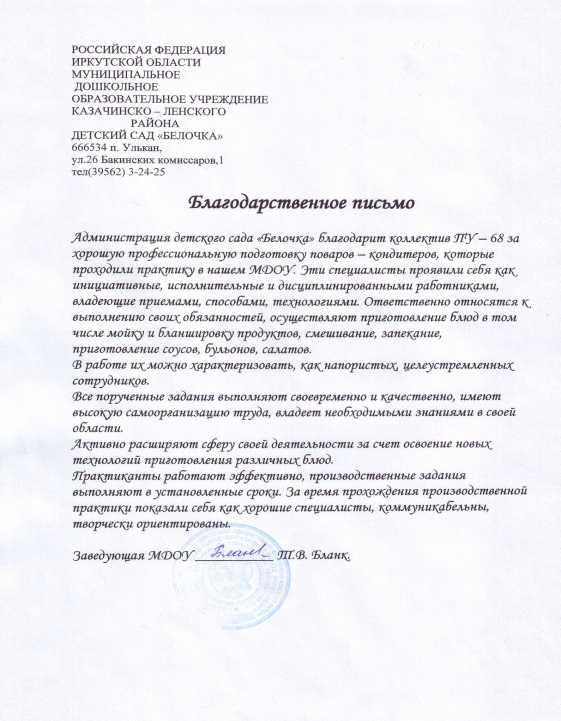 РОССИЙСКАЯ ФЕДЕРАЦИЯ
ИРКУТСКОЙ ОБЛАСТИ
МУНИЦИПАЛЬНОЕ
ДОШКОЛЬНОЕ
ОБРАЗОВАТЕЛЬНОЕ УЧРЕЖДЕНИЕ
КАЗАЧИНСКО – ЛЕНСКОГО
РАЙОНА
ДЕТСКИЙ САД «БЕЛОЧКА»
666534 п. Улькан,
ул.26 Бакинских комиссаров,1
тел(39562) 3-24-25
Благодарственное письмо
Администрация детского сада «Белочка» благодарит коллектив ПУ – 68 за
хорошую профессиональную подготовку поваров – кондитеров, которые
проходили практику в нашем МДОУ. Эти специалисты проявили себя как
инициативные, исполнительные и дисциплинированными работниками,
владеющие приемами, способами, технологиями. Ответственно относятся к
выполнению своих обязанностей, осуществляют приготовление блюд в том
числе мойку и бланшировку продуктов, смешивание, запекание,
приготовление соусов, бульонов, салатов.
В работе их можно характеризовать, как напористых, целеустремленных
сотрудников.
Все порученные задания выполняют своевременно и качественно, имеют
высокую самоорганизацию труда, владеет необходимыми знаниями в своей
области.
Активно расширяют сферу своей деятельности за счет освоение новых
технологий приготовления различных блюд.
Практиканты работают эффективно, производственные задания
выполняют в установленные сроки. За время прохождения производственной
практики показали себя как хорошие специалисты, коммуникабельны,
творчески ориентированы.
Заведующая МДОУ ____________ Т.В. Бланк.